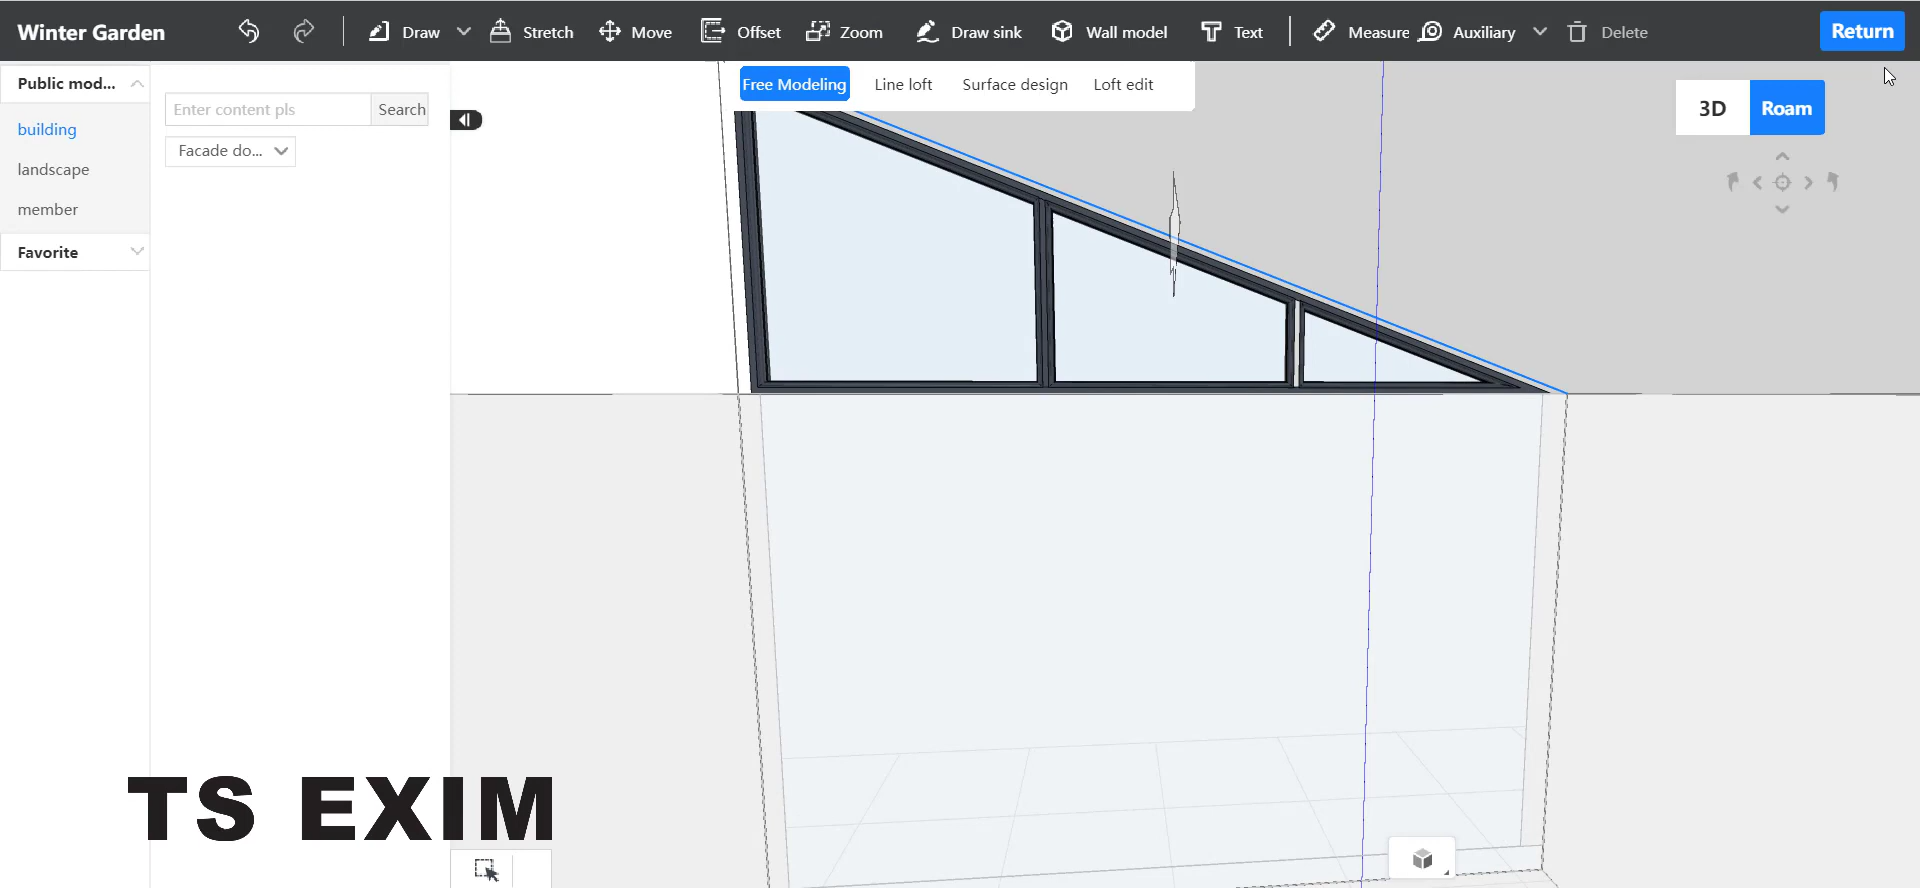 Winter Garden
Draw
Stretch
Move
Offset
Zoom
Draw sink
Wall model
Text
Measure
Auxiliary
Delete
Return
Public mod...
building
landscape
member
Favorite
Enter content pls
Search
Facade do...
Free Modeling
Line loft
Surface design
Loft edit
3D
Roam
TS EXIM